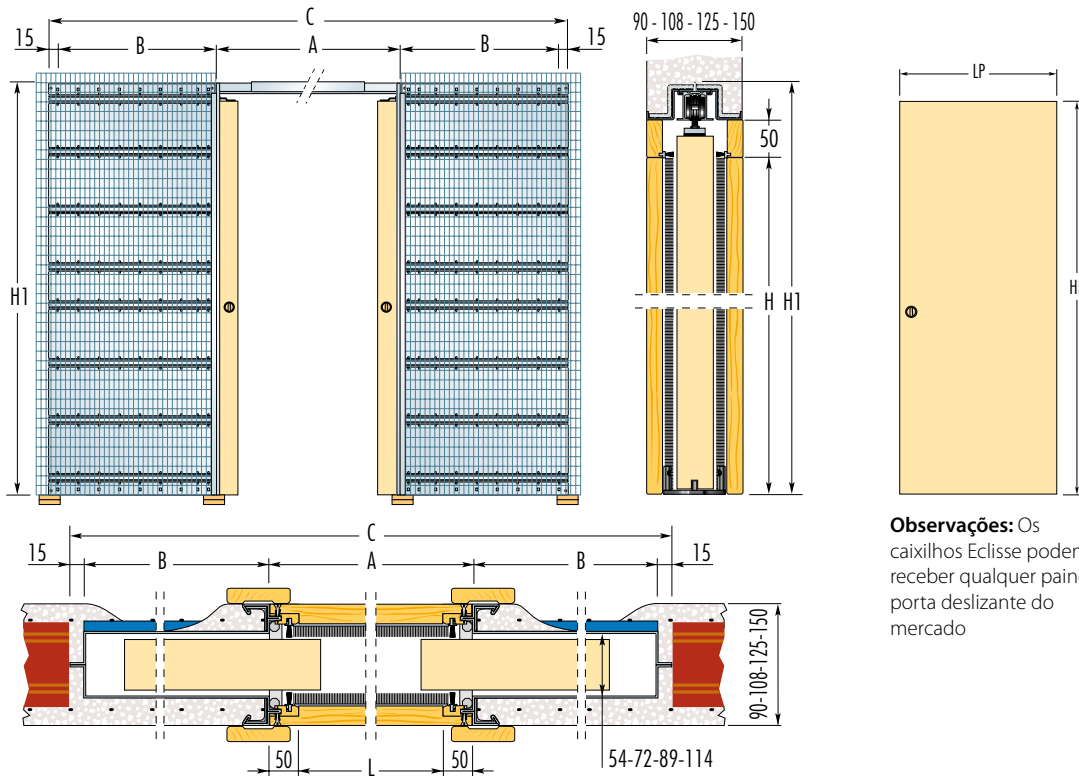 C
15
B
A
B
15
H1
90 - 108 - 125 - 150
50
H
H1
LP
Observações: Os
caixilhos Eclisse poder
receber qualquer paine
porta deslizante do
mercado
C
15
B
A
B
15
90-108-125-150
50
L
50
54-72-89-114